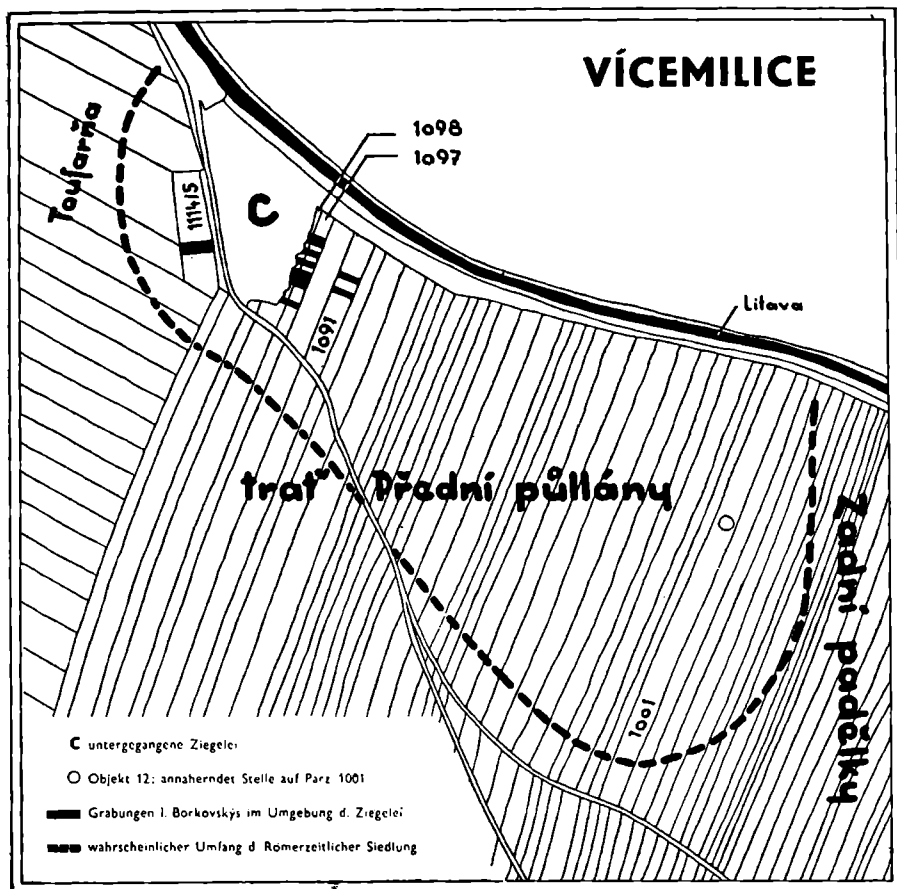 VÍCEMILICE
1098
1097
Toufarňa
1114/5
C
1091
Litava
trať Přední půllány
Zadní padělky
1001
C untergegangene Ziegelei
Objekt 12: annaherndet Stelle auf Parz 1001
Grabungen I. Borkovskýs im Umgebung d. Ziegelei
wahrscheinlicher Umfang d Römerzeitlicher Siedlung